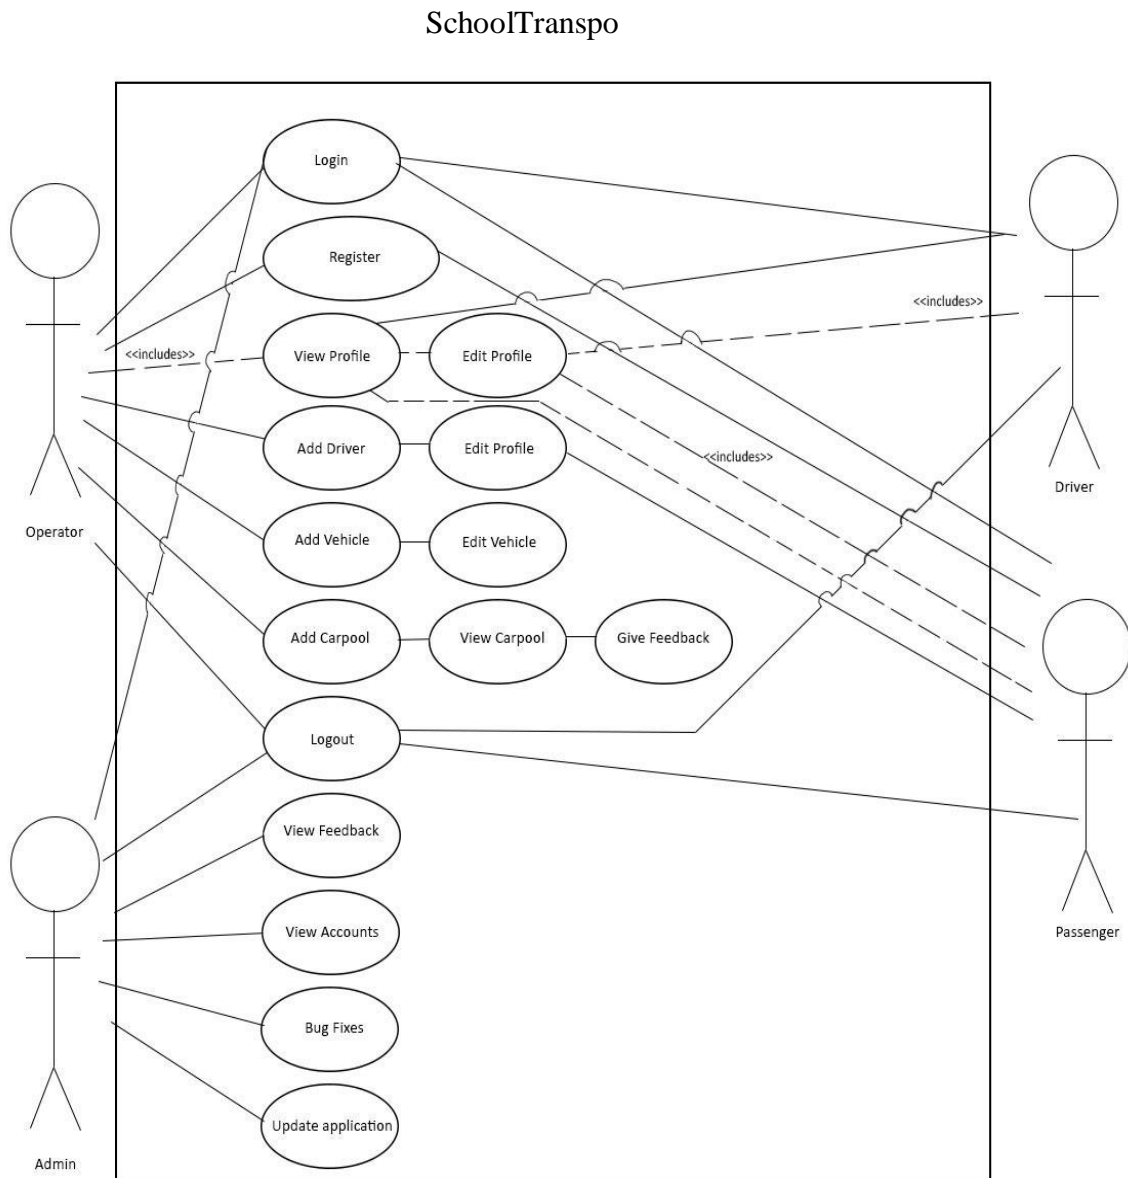 SchoolTranspo
Login
Register
<<includes>>
<<includes>>
View Profile
Edit Profile
Add Driver
Edit Profile
<<includes>>
Driver
Operator
Add Vehicle
Edit Vehicle
Add Carpool
View Carpool
Give Feedback
Logout
View Feedback
View Accounts
Passenger
Bug Fixes
Update application
Admin